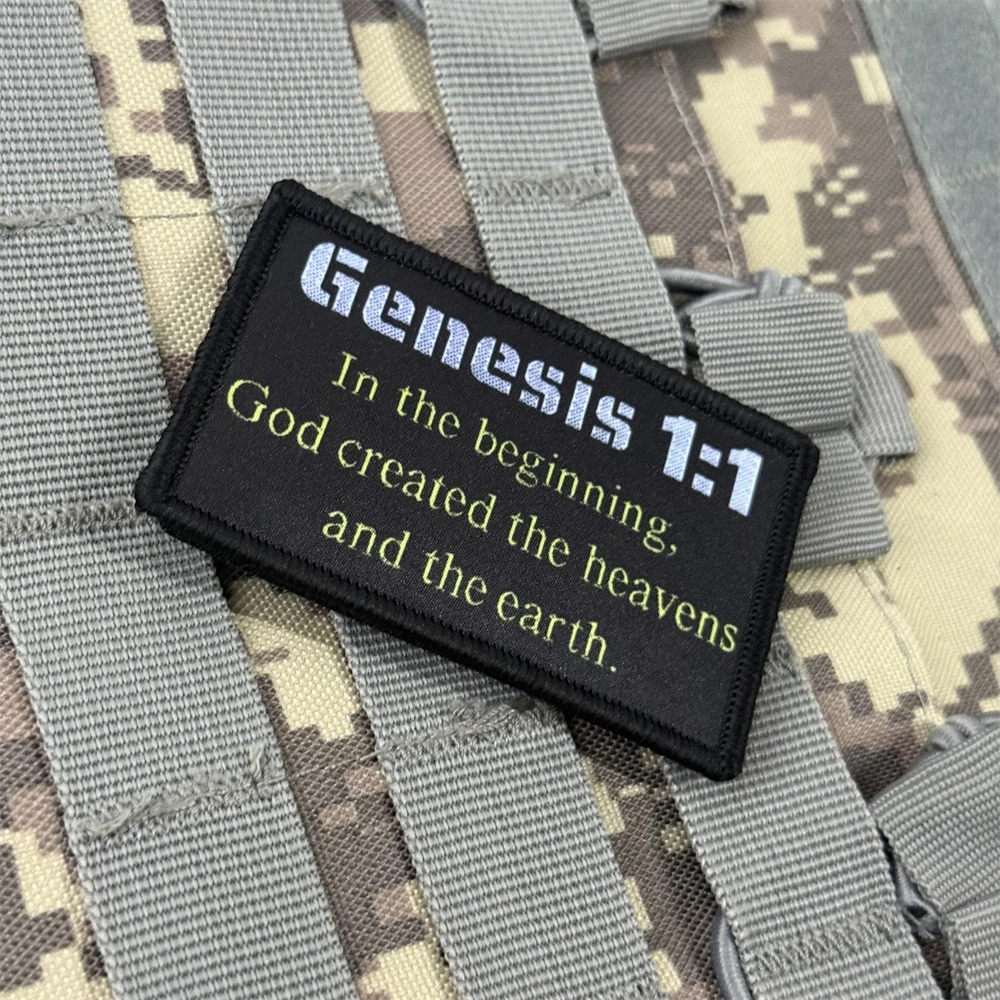 Genesis 1:1
In the beginning,
God created the heavens
and the earth.